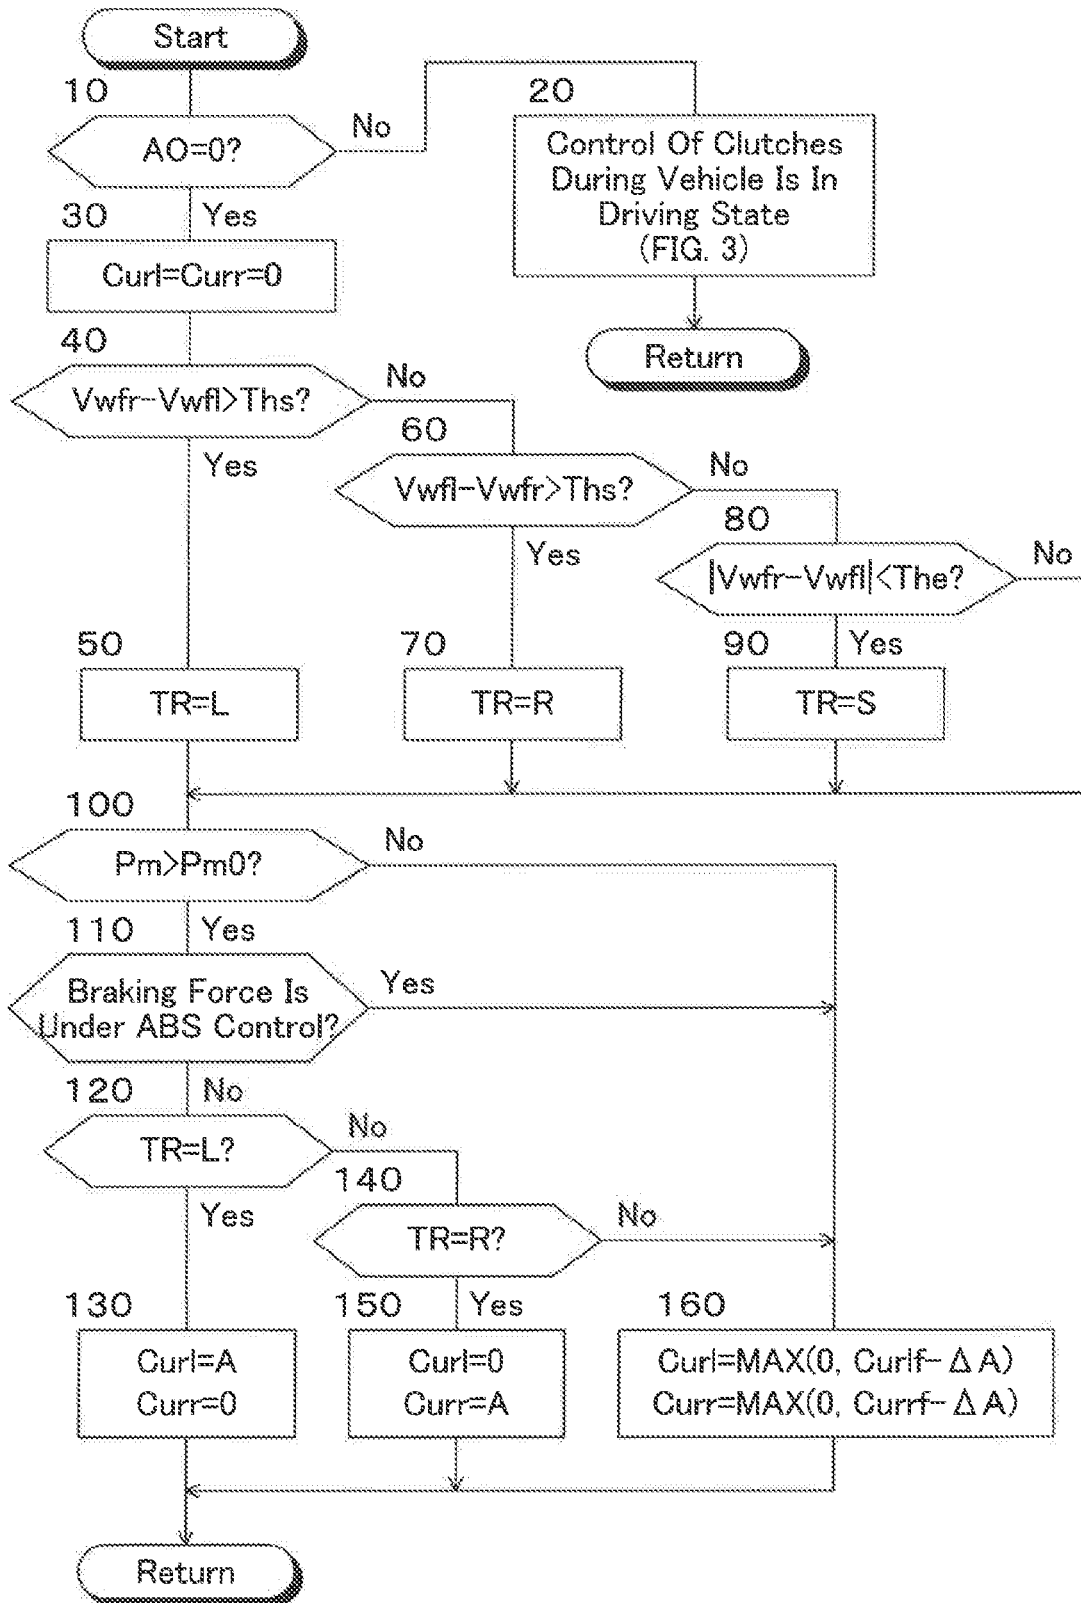 Start
10
AO=0?
No
20
Control Of Clutches
During Vehicle Is In
Driving State
(FIG. 3)
Return
Yes
30
Curl=Curr=0
40
Vwfr-Vwfl>Ths?
No
Yes
60
Vwfl-Vwfr>Ths?
No
Yes
80
|Vwfr-Vwfl|<The?
No
Yes
50
TR=L
70
TR=R
90
TR=S
100
Pm>Pm0?
No
Yes
110
Braking Force Is
Under ABS Control?
Yes
No
120
TR=L?
No
Yes
140
TR=R?
No
Yes
130
Curl=A
Curr=0
150
Curl=0
Curr=A
160
Curl=MAX(0, Curlf-ΔA)
Curr=MAX(0, Currf-ΔA)
Return